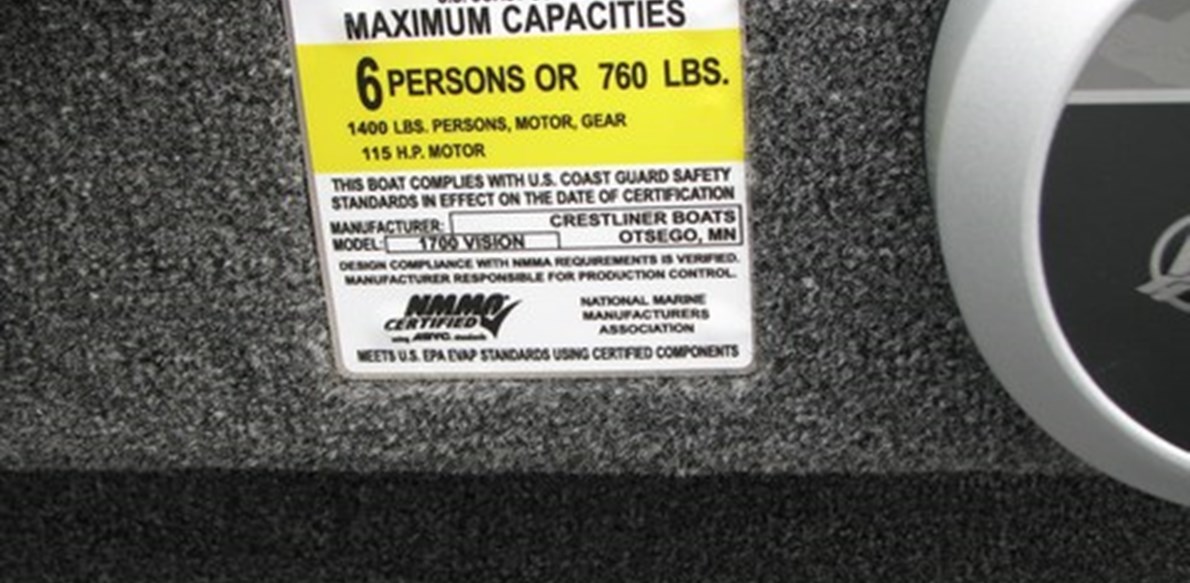 MAXIMUM CAPACITIES
6 PERSONS OR 760 LBS.
1400 LBS. PERSONS, MOTOR, GEAR
115 H.P. MOTOR
THIS BOAT COMPLIES WITH U.S. COAST GUARD SAFETY
STANDARDS IN EFFECT ON THE DATE OF CERTIFICATION
MANUFACTURER: CRESTLINER BOATS
MODEL: 1700 VISION OTSEGO, MN
DESIGN COMPLIANCE WITH NMMA REQUIREMENTS IS VERIFIED.
MANUFACTURER RESPONSIBLE FOR PRODUCTION CONTROL.
NMMA
CERTIFIED
using ABYC standards
NATIONAL MARINE
MANUFACTURERS
ASSOCIATION
MEETS U.S. EPA EVAP STANDARDS USING CERTIFIED COMPONENTS